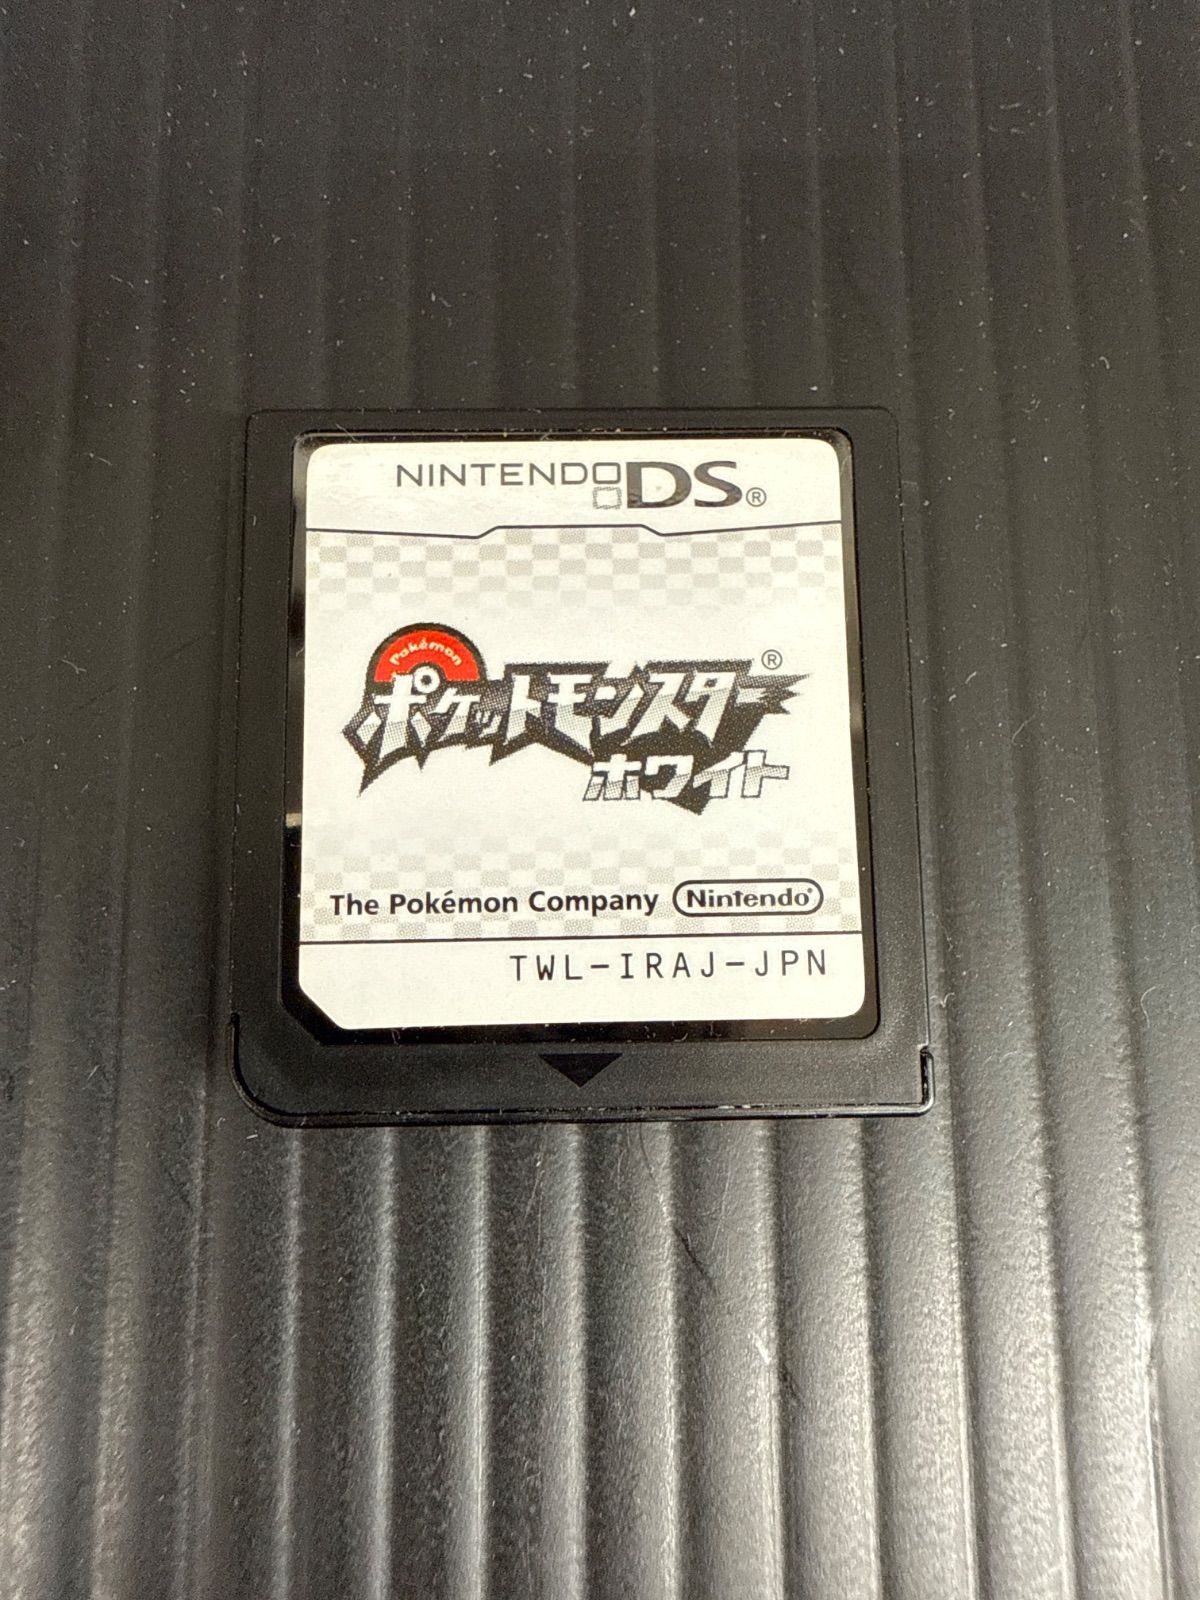 NINTENDO DS®
Pokémon
ポケットモンスター®
ホワイト
The Pokémon Company Nintendo®
TWL-IRAJ-JPN